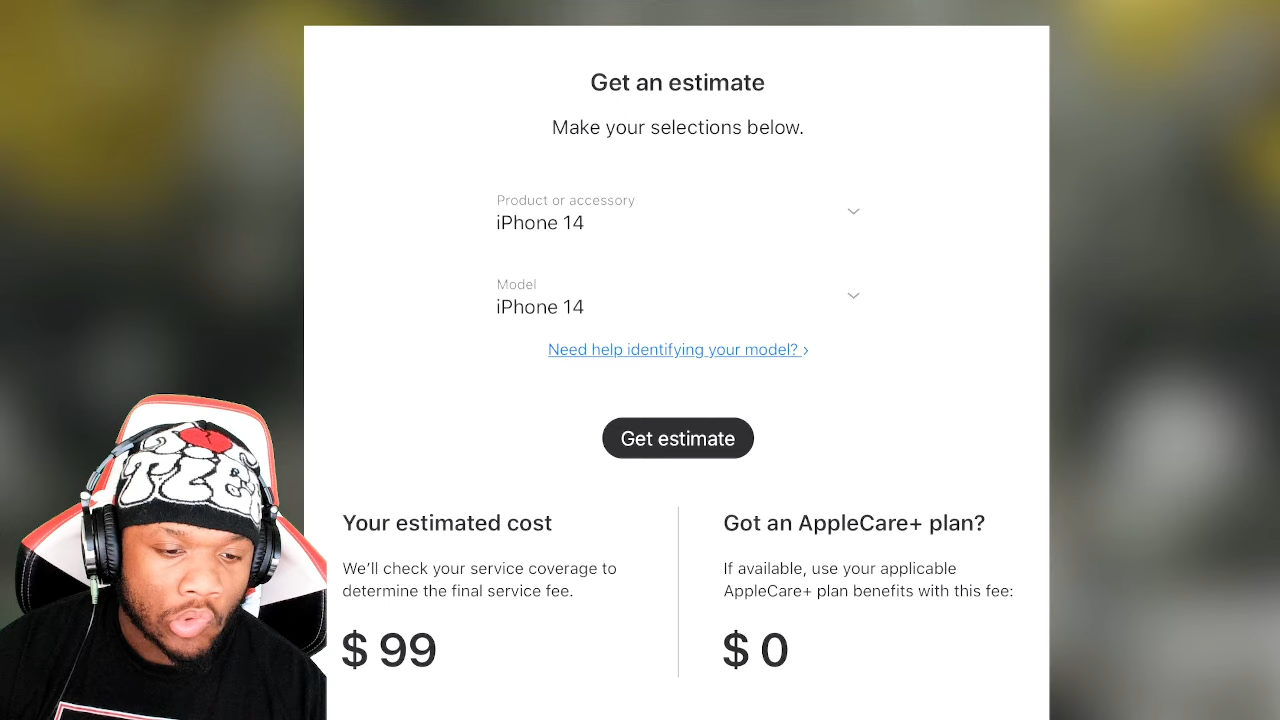 Get an estimate
Make your selections below.
Product or accessory
iPhone 14
Model
iPhone 14
Need help identifying your model? ›
Get estimate
Your estimated cost
We’ll check your service coverage to
determine the final service fee.
$ 99
Got an AppleCare+ plan?
If available, use your applicable
AppleCare+ plan benefits with this fee:
$ 0